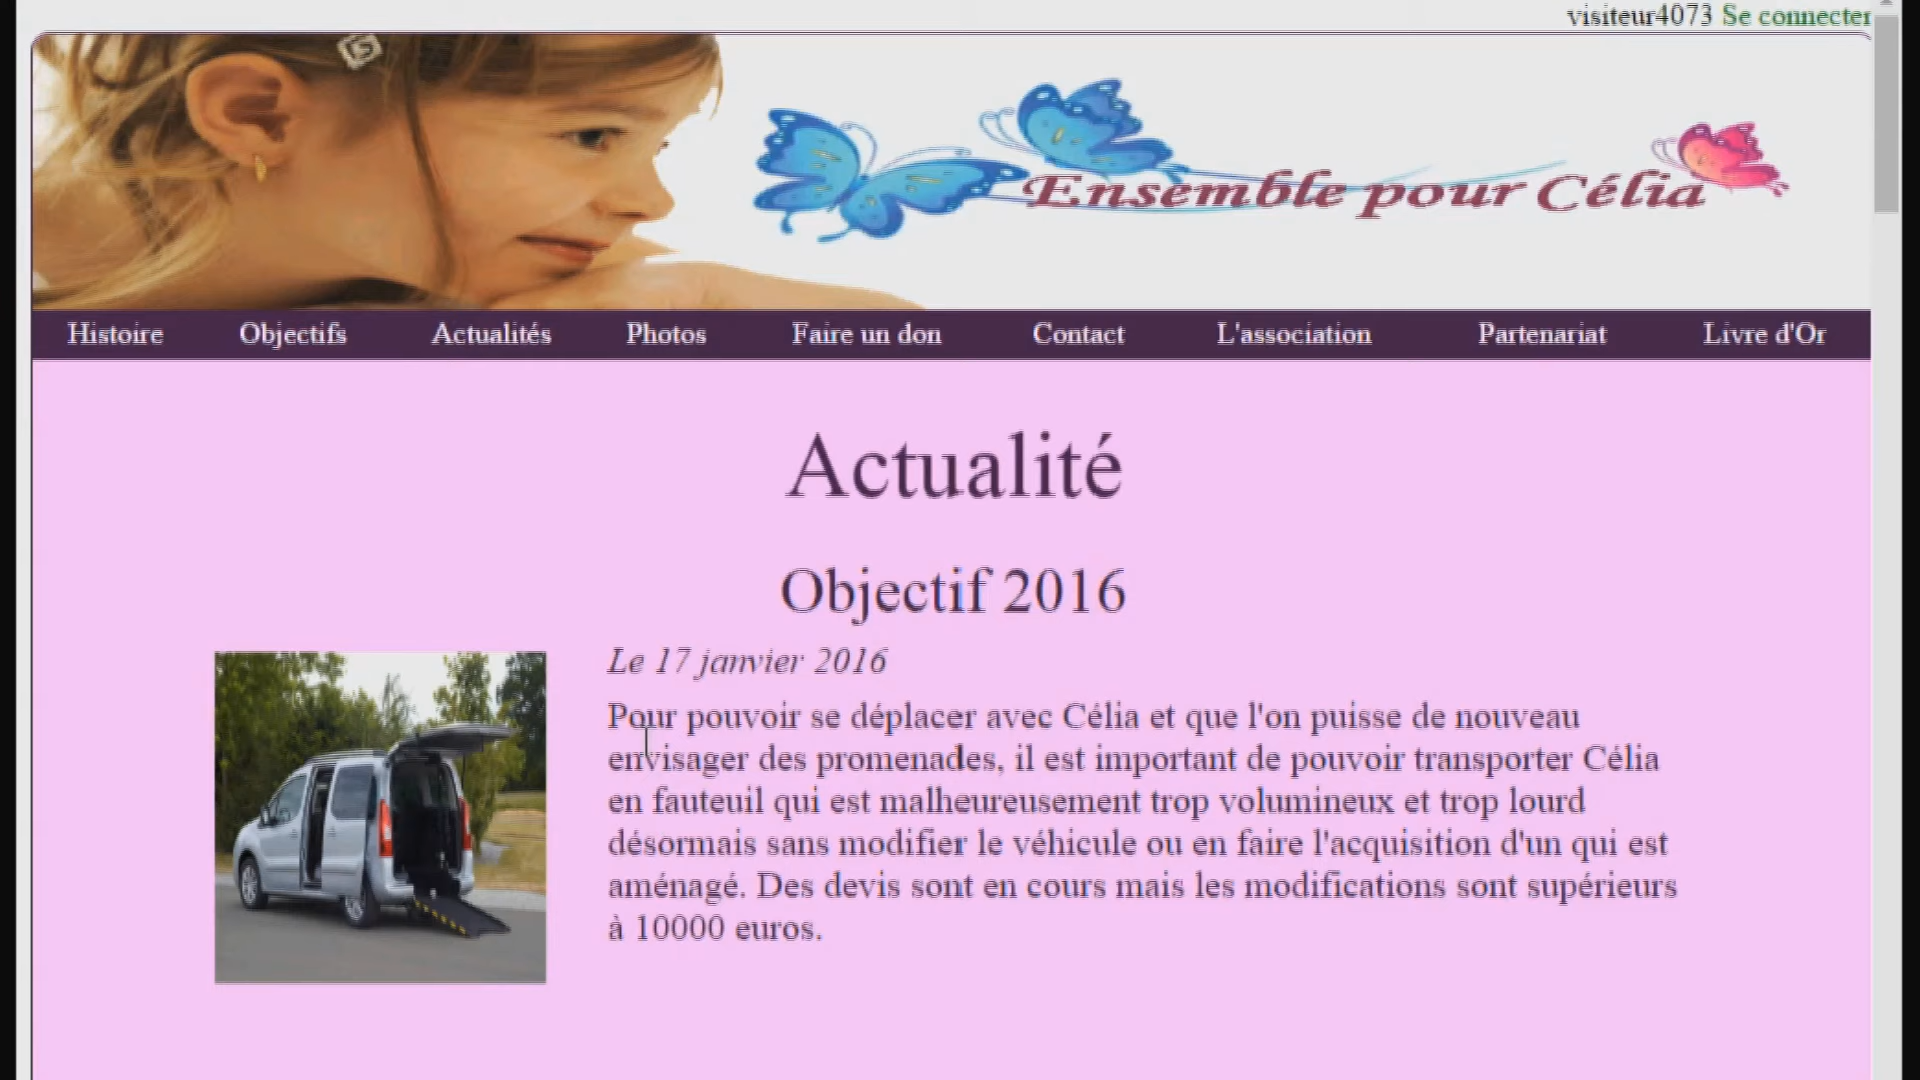 visiteur4073 Se connecter
Ensemble pour Célia
Histoire Objectifs Actualités Photos Faire un don Contact L'association Partenariat Livre d'Or
Actualité
Objectif 2016
Le 17 janvier 2016
Pour pouvoir se déplacer avec Célia et que l'on puisse de nouveau
envisager des promenades, il est important de pouvoir transporter Célia
en fauteuil qui est malheureusement trop volumineux et trop lourd
désormais sans modifier le véhicule ou en faire l'acquisition d'un qui est
aménagé. Des devis sont en cours mais les modifications sont supérieurs
à 10000 euros.